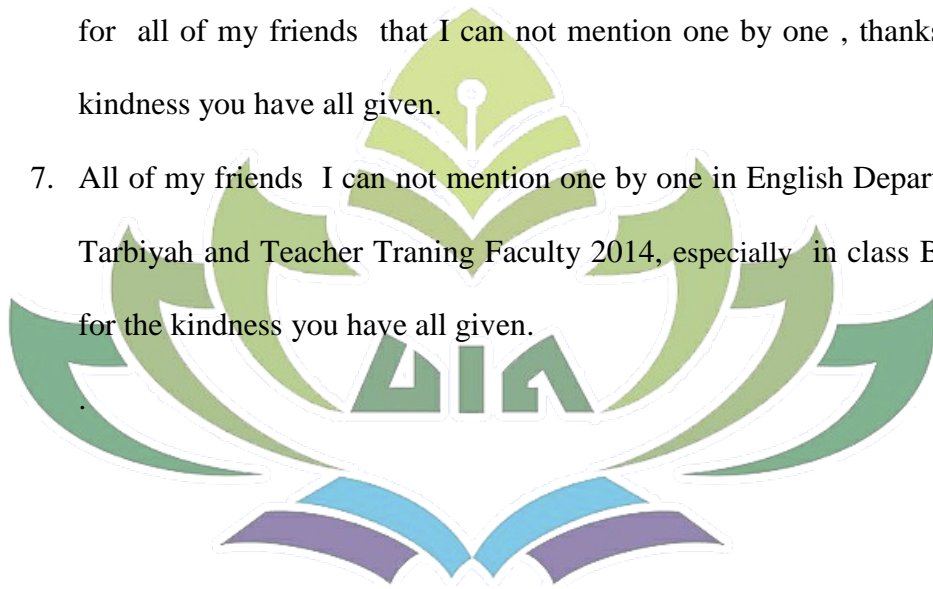 for all of my friends that I can not mention one by one , thanks
kindness you have all given.
7. All of my friends I can not mention one by one in English Depar
Tarbiyah and Teacher Traning Faculty 2014, especially in class B
for the kindness you have all given.
.